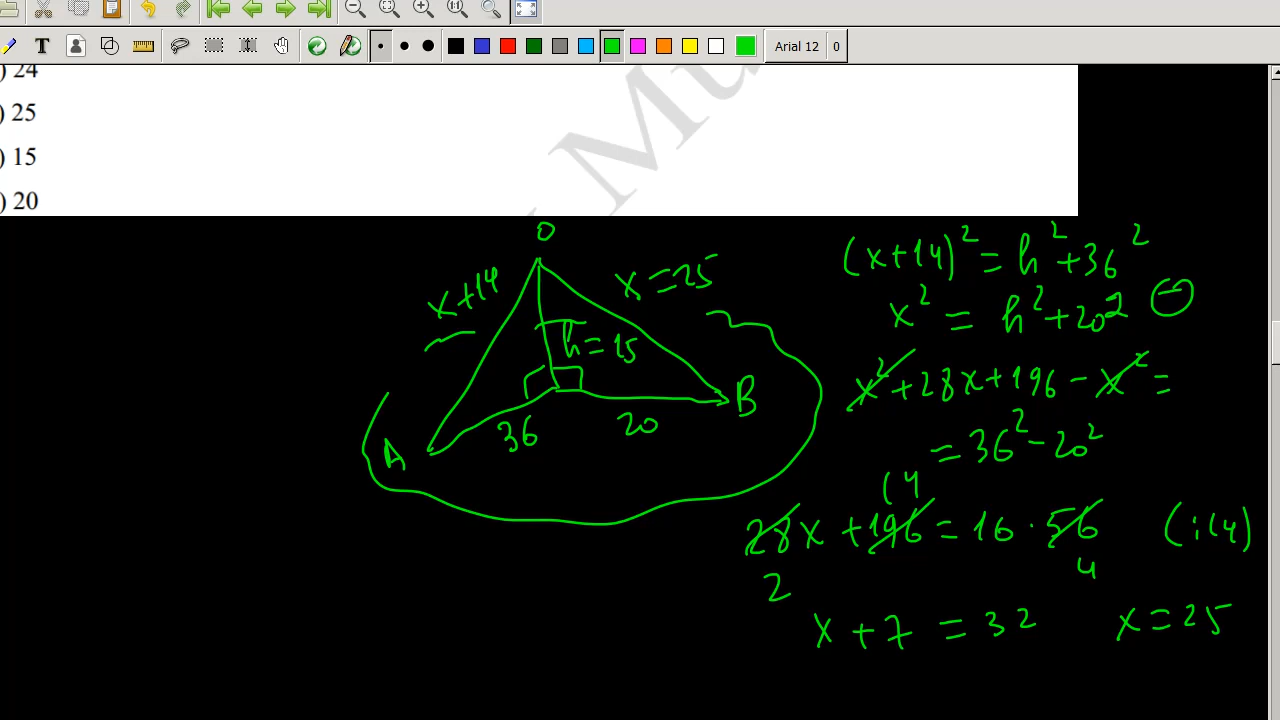 T
Arial 12
0
) 24
) 25
) 15
) 20
Mu
O
x+14
x=25
h=15
36
20
A
B
(x+14)² = h²+36²
x² = h²+20² (−)
x²+28x+196 − x² =
= 36²−20²
14
28x+196 = 16·56 (:14)
2
4
x+7 = 32 x=25